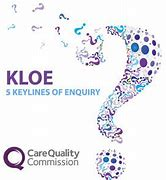 KLOE
5 KEYLINES OF ENQUIRY
CareQuality
Commission